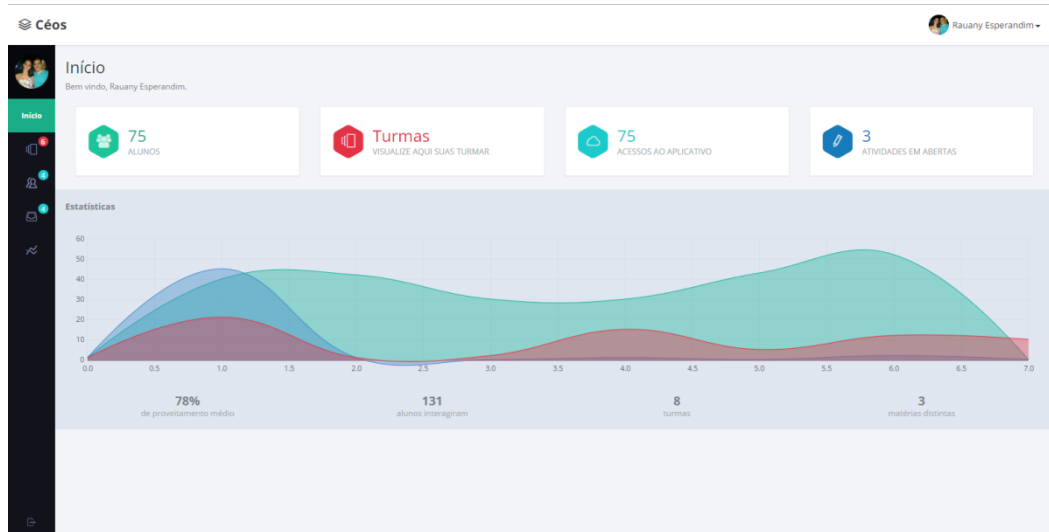 Céos
Rauany Esperandim
Início
Bem vindo, Rauany Esperandim.
Início
75
ALUNOS
Turmas
VISUALIZE AQUI SUAS TURMAR
75
ACESSOS AO APLICATIVO
3
ATIVIDADES EM ABERTAS
6
4
4
Estatísticas
60
50
40
30
20
10
0
0.0 0.5 1.0 1.5 2.0 2.5 3.0 3.5 4.0 4.5 5.0 5.5 6.0 6.5 7.0
78%
de proveitamento médio
131
alunos interagiram
8
turmas
3
matérias distintas